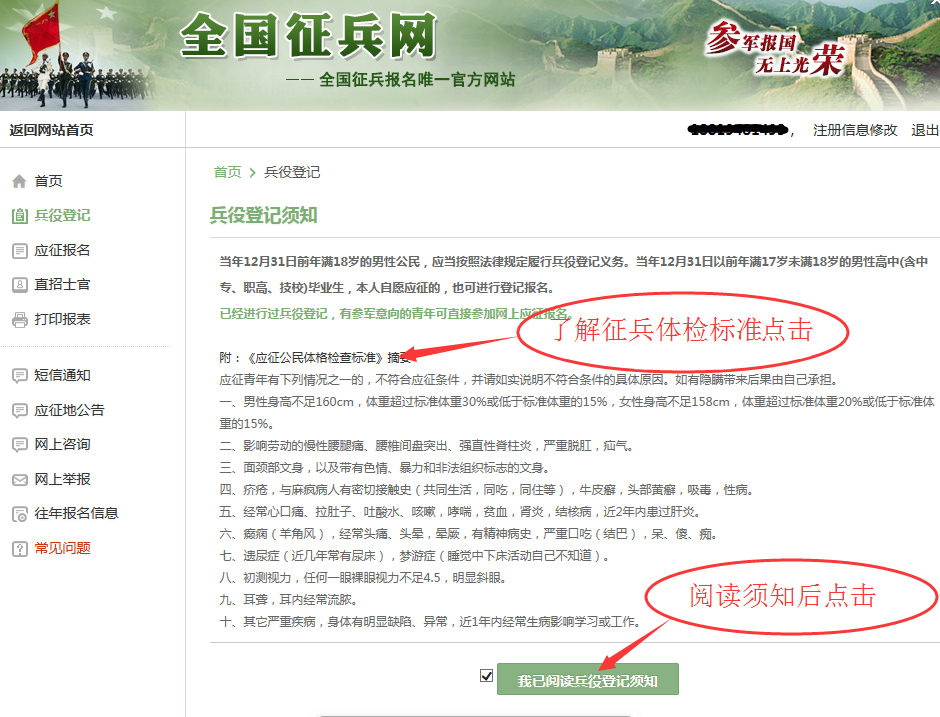 全国征兵网
—— 全国征兵报名唯一官方网站
参军报国
无上光荣
返回网站首页
， 注册信息修改 退出
首页
兵役登记
应征报名
直招士官
打印报表
短信通知
应征地公告
网上咨询
网上举报
往年报名信息
常见问题
首页 > 兵役登记
兵役登记须知
当年12月31日前年满18岁的男性公民，应当按照法律规定履行兵役登记义务。当年12月31日以前年满17岁未满18岁的男性高中(含中
专、职高、技校)毕业生，本人自愿应征的，也可进行登记报名。
已经进行过兵役登记，有参军意向的青年可直接参加网上应征报名。
了解征兵体检标准点击
附：《应征公民体格检查标准》摘要
应征青年有下列情况之一的，不符合应征条件，并请如实说明不符合条件的具体原因。如有隐瞒带来后果由自己承担。
一、男性身高不足160cm，体重超过标准体重30%或低于标准体重的15%，女性身高不足158cm，体重超过标准体重20%或低于标准体
重的15%。
二、影响劳动的慢性腰腿痛、腰椎间盘突出、强直性脊柱炎，严重脱肛，疝气。
三、面颈部文身，以及带有色情、暴力和非法组织标志的文身。
四、疥疮，与麻疯病人有密切接触史（共同生活，同吃，同住等），牛皮癣，头部黄癣，吸毒，性病。
五、经常心口痛、拉肚子、吐酸水、咳嗽，哮喘，贫血，肾炎，结核病，近2年内患过肝炎。
六、癫痫（羊角风），经常头痛、头晕，晕厥，有精神病史，严重口吃（结巴），呆、傻、痴。
七、遗尿症（近几年常有尿床），梦游症（睡觉中下床活动自己不知道）。
八、初测视力，任何一眼裸眼视力不足4.5，明显斜眼。
九、耳聋，耳内经常流脓。
十、其它严重疾病，身体有明显缺陷、异常，近1年内经常生病影响学习或工作。
阅读须知后点击
我已阅读兵役登记须知